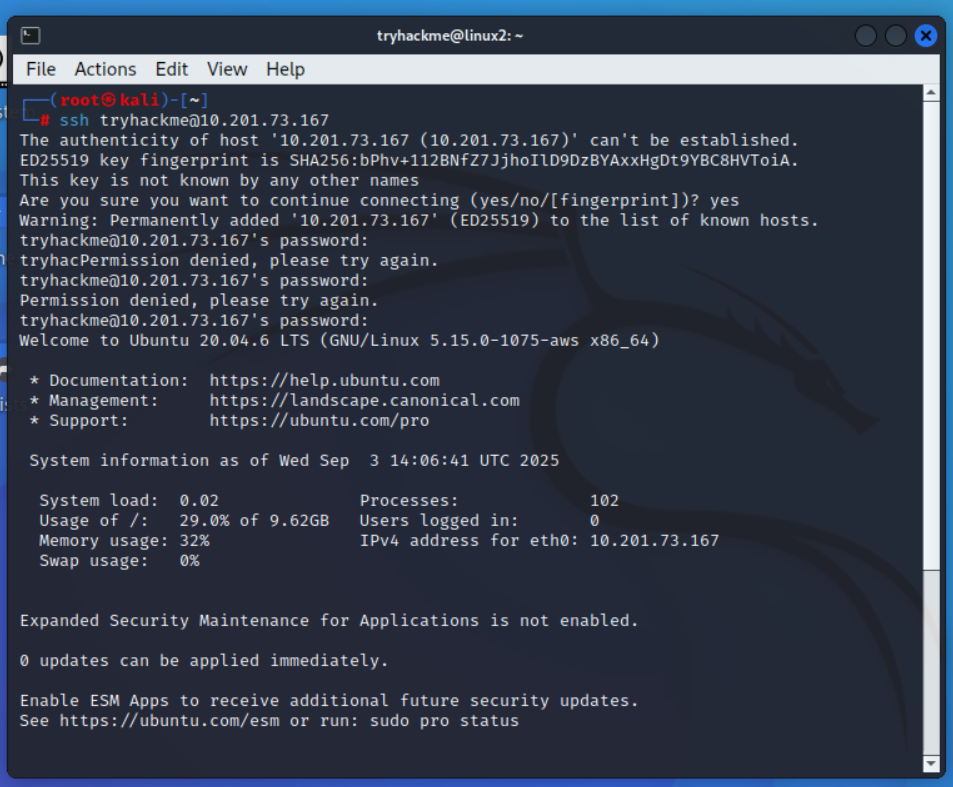 tryhackme@linux2: ~
File Actions Edit View Help
┌──(root㉿kali)-[~]
└─# ssh tryhackme@10.201.73.167
The authenticity of host '10.201.73.167 (10.201.73.167)' can't be established.
ED25519 key fingerprint is SHA256:bPhv+112BNfZ7JjhoIlD9DzBYAxxHgDt9YBC8HVToiA.
This key is not known by any other names
Are you sure you want to continue connecting (yes/no/[fingerprint])? yes
Warning: Permanently added '10.201.73.167' (ED25519) to the list of known hosts.
tryhackme@10.201.73.167's password:
tryhacPermission denied, please try again.
tryhackme@10.201.73.167's password:
Permission denied, please try again.
tryhackme@10.201.73.167's password:
Welcome to Ubuntu 20.04.6 LTS (GNU/Linux 5.15.0-1075-aws x86_64)
* Documentation: https://help.ubuntu.com
* Management: https://landscape.canonical.com
* Support: https://ubuntu.com/pro
System information as of Wed Sep 3 14:06:41 UTC 2025
System load: 0.02 Processes: 102
Usage of /: 29.0% of 9.62GB Users logged in: 0
Memory usage: 32% IPv4 address for eth0: 10.201.73.167
Swap usage: 0%
Expanded Security Maintenance for Applications is not enabled.
0 updates can be applied immediately.
Enable ESM Apps to receive additional future security updates.
See https://ubuntu.com/esm or run: sudo pro status